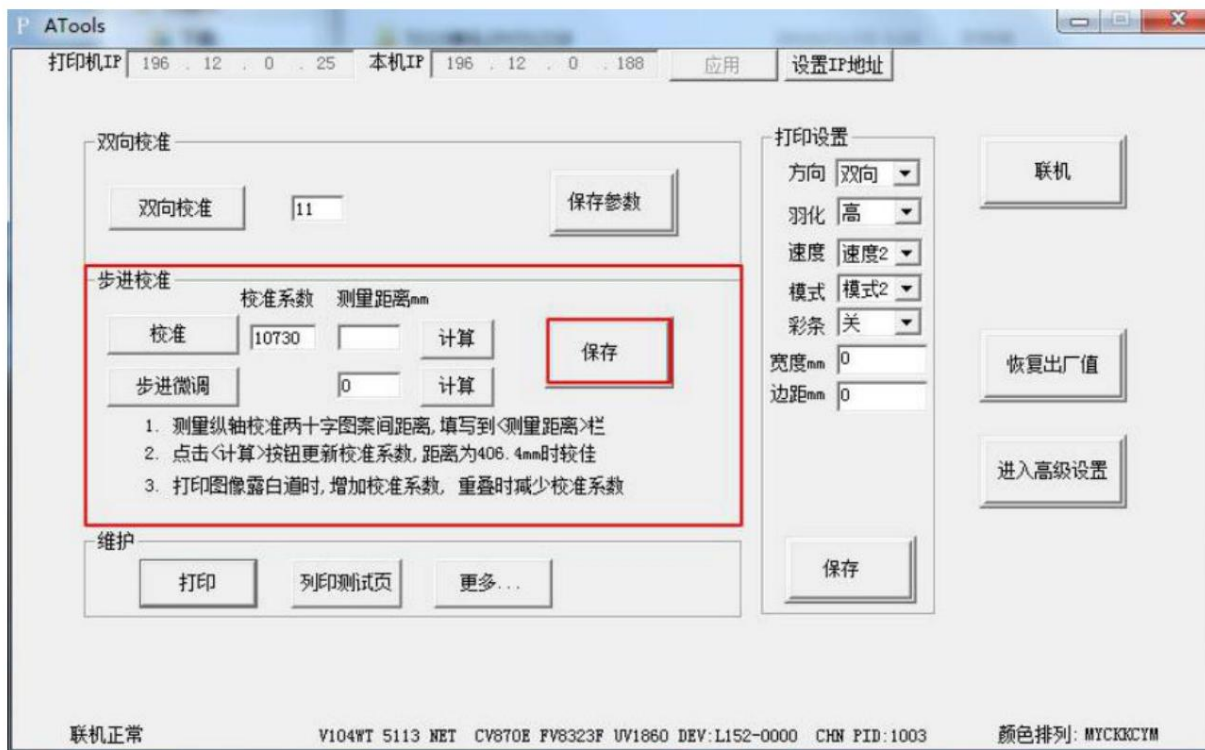 P ATools
打印机IP 196 . 12 . 0 . 25 本机IP 196 . 12 . 0 . 188 应用 设置IP地址
双向校准
双向校准 11 保存参数
步进校准
校准系数 测量距离mm
校准 10730 计算 保存
步进微调 0 计算
1. 测量纵轴校准两十字图案间距离,填写到<测量距离>栏
2. 点击<计算>按钮更新校准系数,距离为406.4mm时较佳
3. 打印图像露白道时,增加校准系数, 重叠时减少校准系数
维护
打印 列印测试页 更多...
打印设置
方向 双向
羽化 高
速度 速度2
模式 模式2
彩条 关
宽度mm 0
边距mm 0
保存
联机
恢复出厂值
进入高级设置
联机正常 V104WT 5113 NET CV870E FV8323F UV1860 DEV:L152-0000 CHN PID:1003 颜色排列: MYCKKCYM